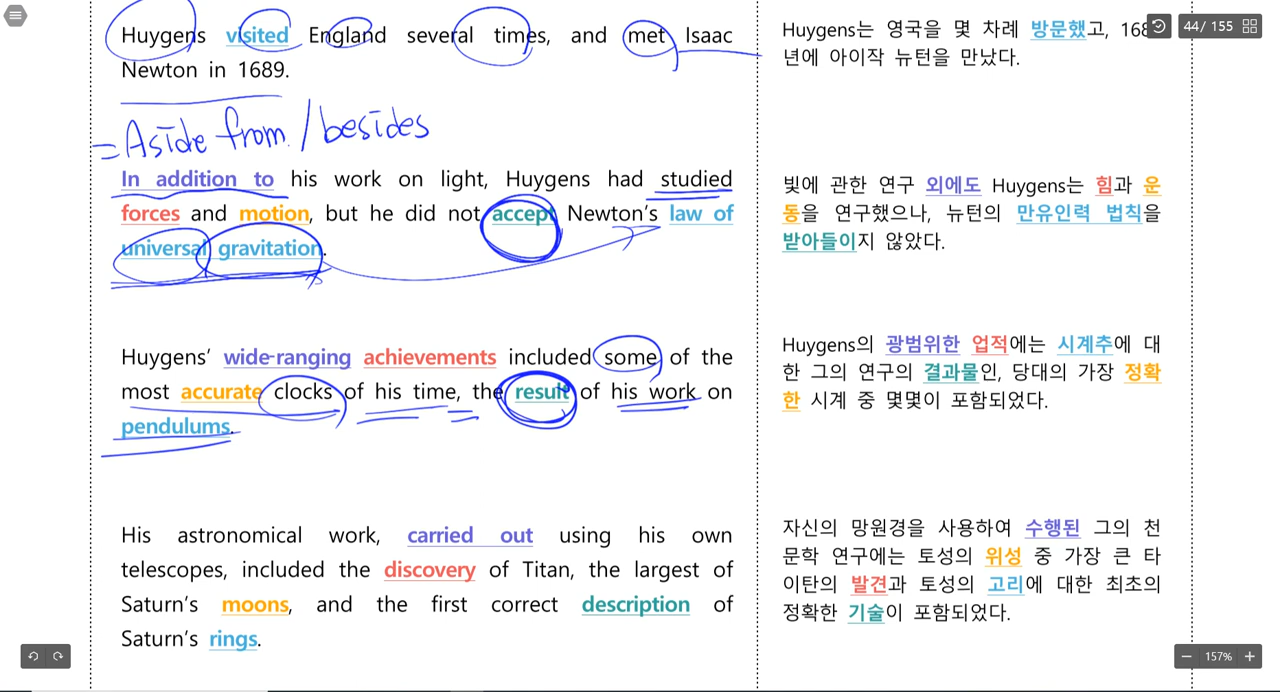 Huygens visited England several times, and met Isaac
Newton in 1689.
= Aside from / besides
In addition to his work on light, Huygens had studied
forces and motion, but he did not accept Newton's law of
universal gravitation.
Huygens' wide-ranging achievements included some of the
most accurate clocks of his time, the result of his work on
pendulums.
His astronomical work, carried out using his own
telescopes, included the discovery of Titan, the largest of
Saturn's moons, and the first correct description of
Saturn's rings.
Huygens는 영국을 몇 차례 방문했고,
년에 아이작 뉴턴을 만났다.
빛에 관한 연구 외에도 Huygens는 힘과 운
동을 연구했으나, 뉴턴의 만유인력 법칙을
받아들이지 않았다.
Huygens의 광범위한 업적에는 시계추에 대
한 그의 연구의 결과물인, 당대의 가장 정확
한 시계 중 몇몇이 포함되었다.
자신의 망원경을 사용하여 수행된 그의 천
문학 연구에는 토성의 위성 중 가장 큰 타
이탄의 발견과 토성의 고리에 대한 최초의
정확한 기술이 포함되었다.
44/ 155
157%